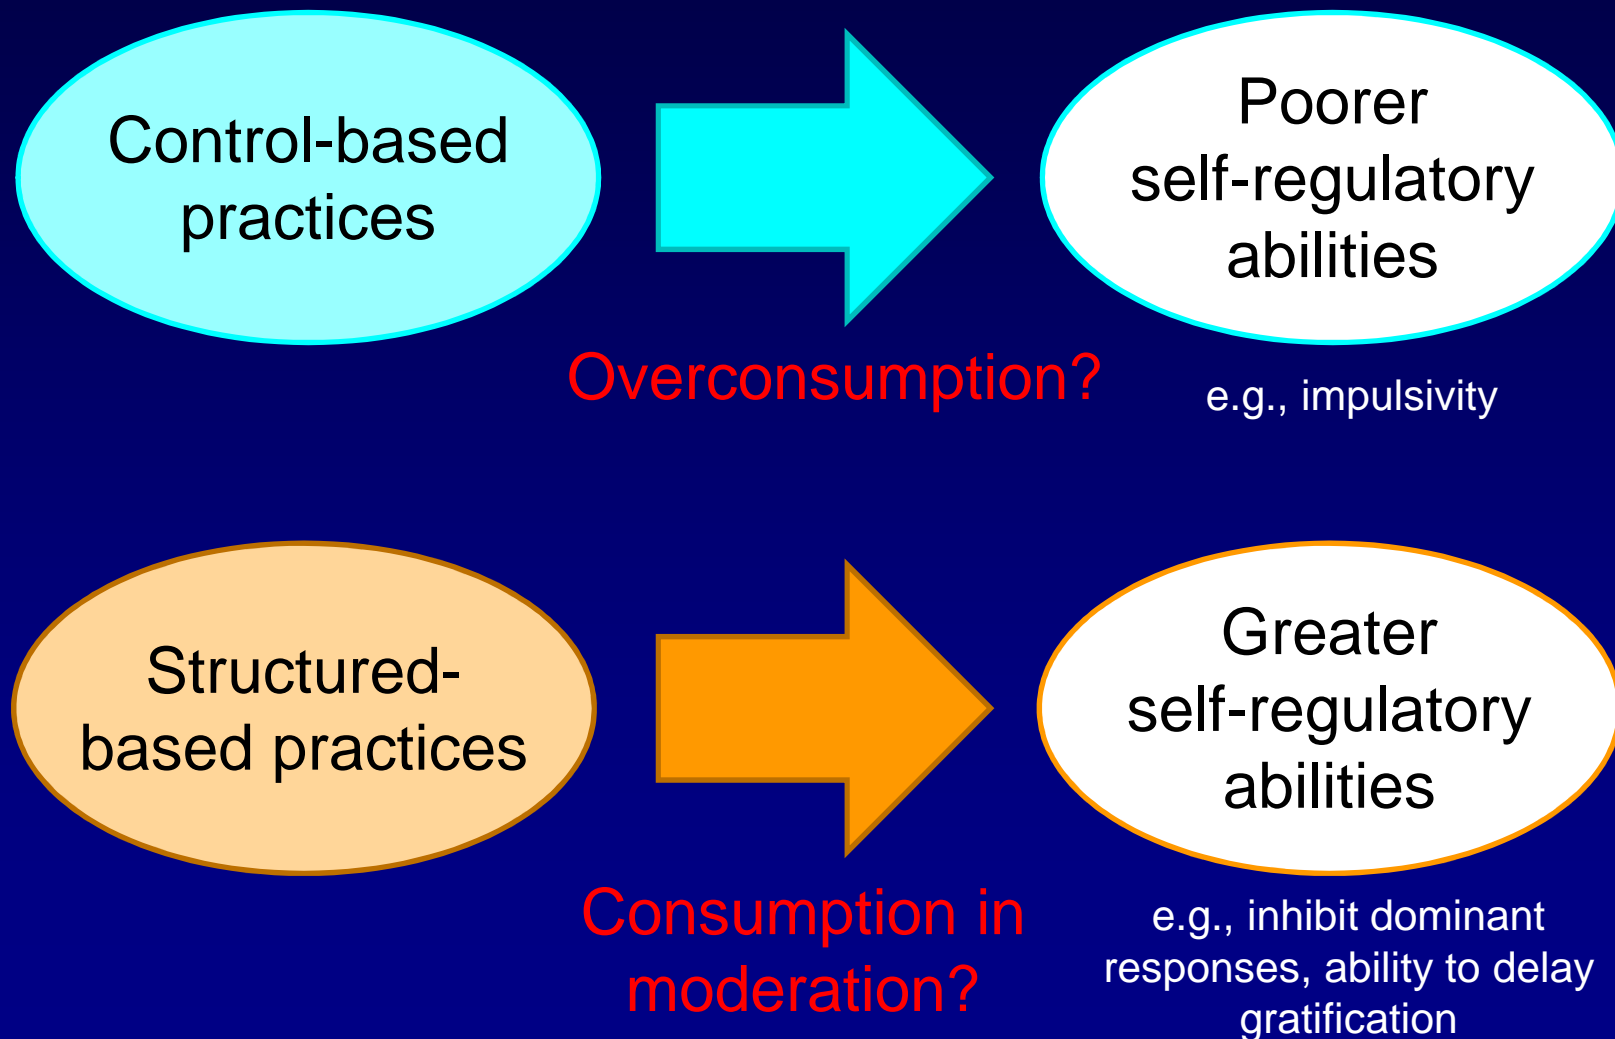 Control-based
practices
Poorer
self-regulatory
abilities
Overconsumption?
e.g., impulsivity
Structured-
based practices
Greater
self-regulatory
abilities
Consumption in
moderation?
e.g., inhibit dominant
responses, ability to delay
gratification